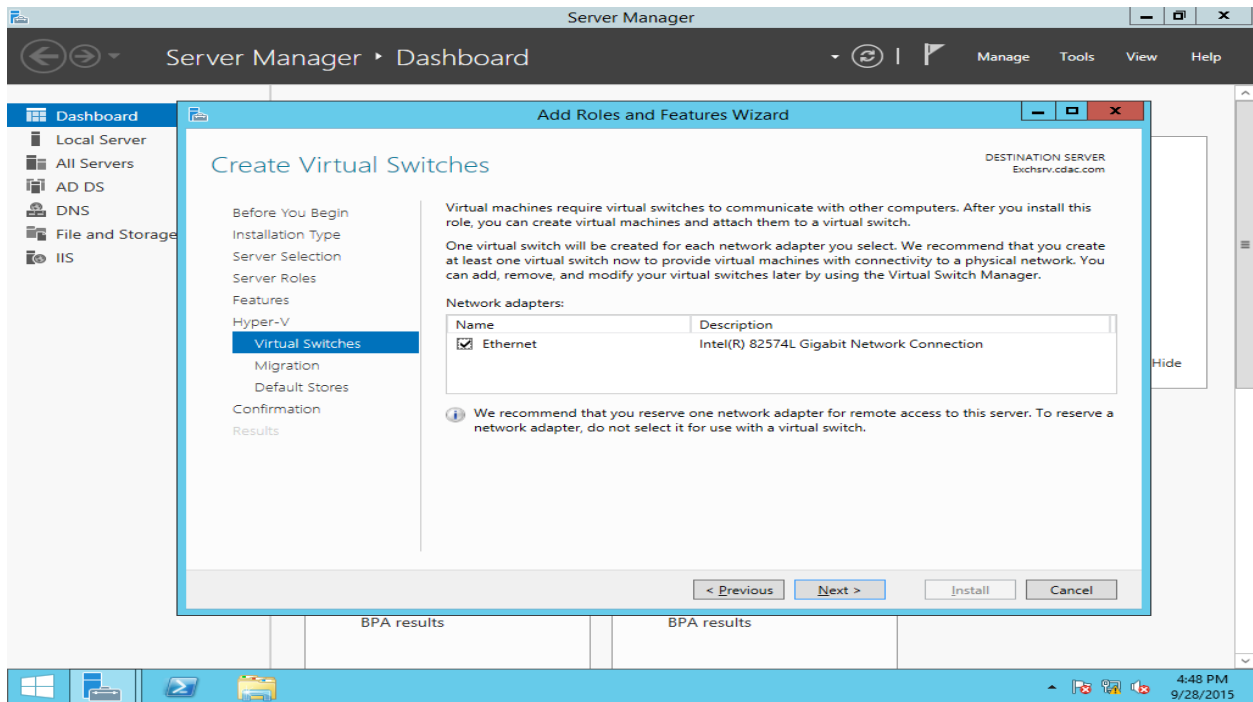 Server Manager
Server Manager • Dashboard
Manage Tools View Help
Dashboard
Local Server
All Servers
AD DS
DNS
File and Storage
IIS
Add Roles and Features Wizard
Create Virtual Switches
DESTINATION SERVER
Exchsrv.cdac.com
Before You Begin
Installation Type
Server Selection
Server Roles
Features
Hyper-V
Virtual Switches
Migration
Default Stores
Confirmation
Results
Virtual machines require virtual switches to communicate with other computers. After you install this
role, you can create virtual machines and attach them to a virtual switch.
One virtual switch will be created for each network adapter you select. We recommend that you create
at least one virtual switch now to provide virtual machines with connectivity to a physical network. You
can add, remove, and modify your virtual switches later by using the Virtual Switch Manager.
Network adapters:
Name Description
Ethernet Intel(R) 82574L Gigabit Network Connection
We recommend that you reserve one network adapter for remote access to this server. To reserve a
network adapter, do not select it for use with a virtual switch.
Hide
< Previous Next > Install Cancel
BPA results BPA results
4:48 PM
9/28/2015